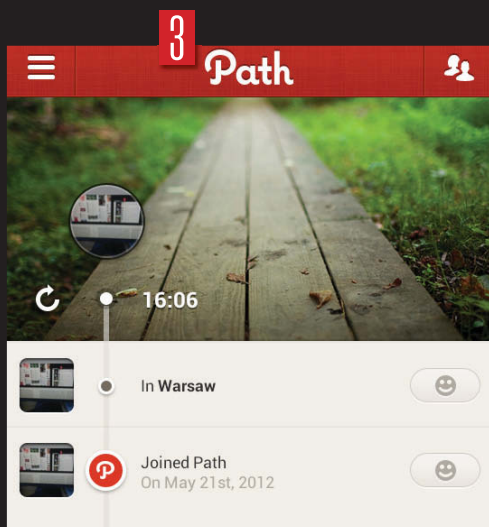 3
Path
16:06
In Warsaw
Joined Path
On May 21st, 2012